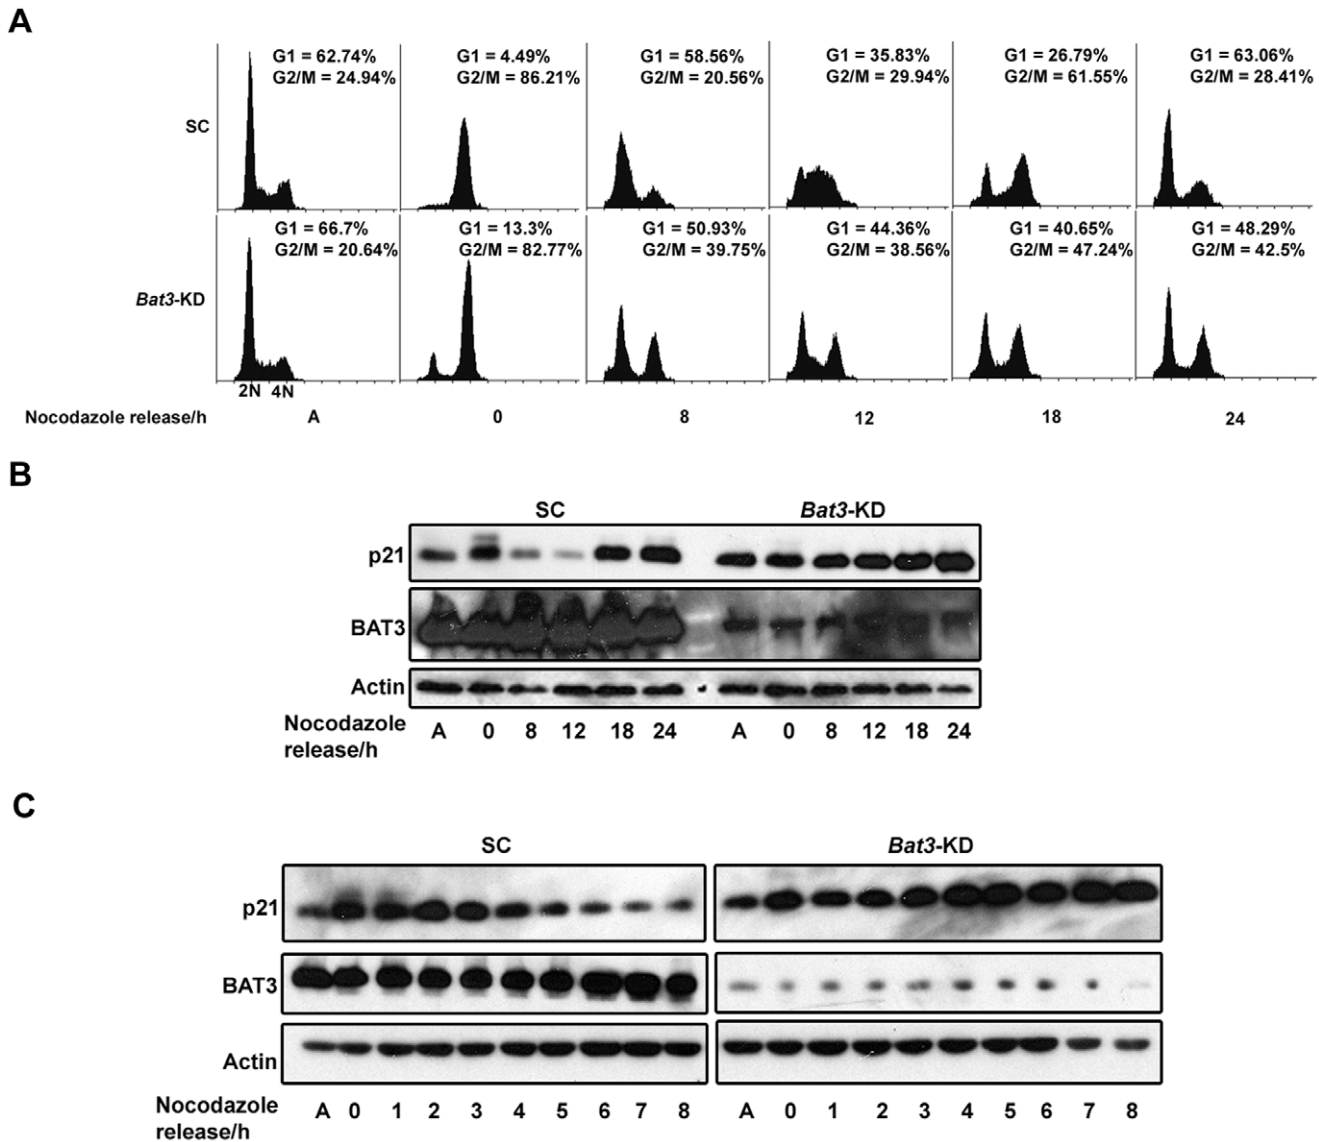 A
G1 = 62.74% G1 = 4.49% G1 = 58.56% G1 = 35.83% G1 = 26.79% G1 = 63.06%
G2/M = 24.94% G2/M = 86.21% G2/M = 20.56% G2/M = 29.94% G2/M = 61.55% G2/M = 28.41%
SC
G1 = 66.7% G1 = 13.3% G1 = 50.93% G1 = 44.36% G1 = 40.65% G1 = 48.29%
G2/M = 20.64% G2/M = 82.77% G2/M = 39.75% G2/M = 38.56% G2/M = 47.24% G2/M = 42.5%
Bat3-KD
2N 4N
Nocodazole release/h A 0 8 12 18 24
B
SC Bat3-KD
p21
BAT3
Actin
Nocodazole A 0 8 12 18 24 A 0 8 12 18 24
release/h
C
SC Bat3-KD
p21
BAT3
Actin
Nocodazole A 0 1 2 3 4 5 6 7 8 A 0 1 2 3 4 5 6 7 8
release/h